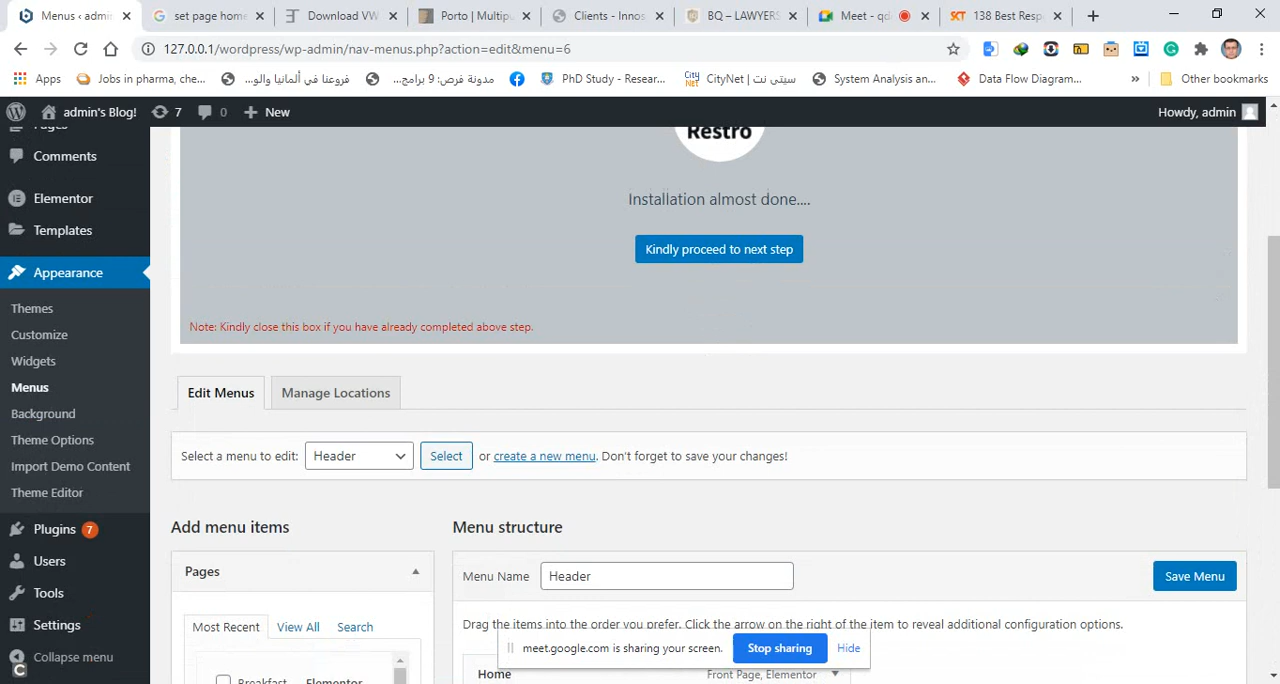 Menus ‹ admin's
set page home
Download VW
Porto | Multipu
Clients - Innos
BQ – LAWYERS
Meet - qd
138 Best Resp
127.0.0.1/wordpress/wp-admin/nav-menus.php?action=edit&menu=6
Apps
Jobs in pharma, che...
فروعنا في ألمانيا والو...
مدونة فرص: 9 برامج...
PhD Study - Resear...
سيتي نت | CityNet
System Analysis an...
Data Flow Diagram...
»
Other bookmarks
admin's Blog!
7
0
New
Howdy, admin
Pages
Comments
Elementor
Templates
Appearance
Themes
Customize
Widgets
Menus
Background
Theme Options
Import Demo Content
Theme Editor
Plugins 7
Users
Tools
Settings
Collapse menu
Restro
Installation almost done....
Kindly proceed to next step
Note: Kindly close this box if you have already completed above step.
Edit Menus
Manage Locations
Select a menu to edit: Header Select or create a new menu. Don't forget to save your changes!
Add menu items
Menu structure
Pages
Menu Name Header
Save Menu
Most Recent View All Search
Drag the items into the order you prefer. Click the arrow on the right of the item to reveal additional configuration options.
meet.google.com is sharing your screen. Stop sharing Hide
Breakfast — Elementor
Home
Front Page, Elementor